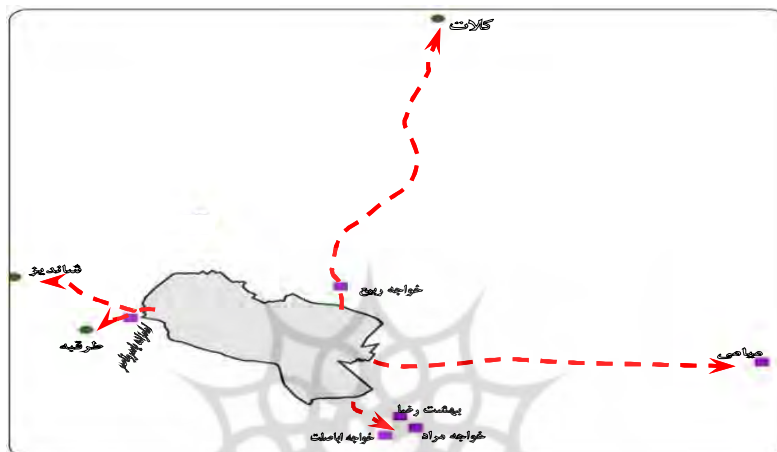 کلات
شاندیز
خواجه ربیع
طرقبه
میامی
بهشت رضا
خواجه مراد
خواجه اباصلت